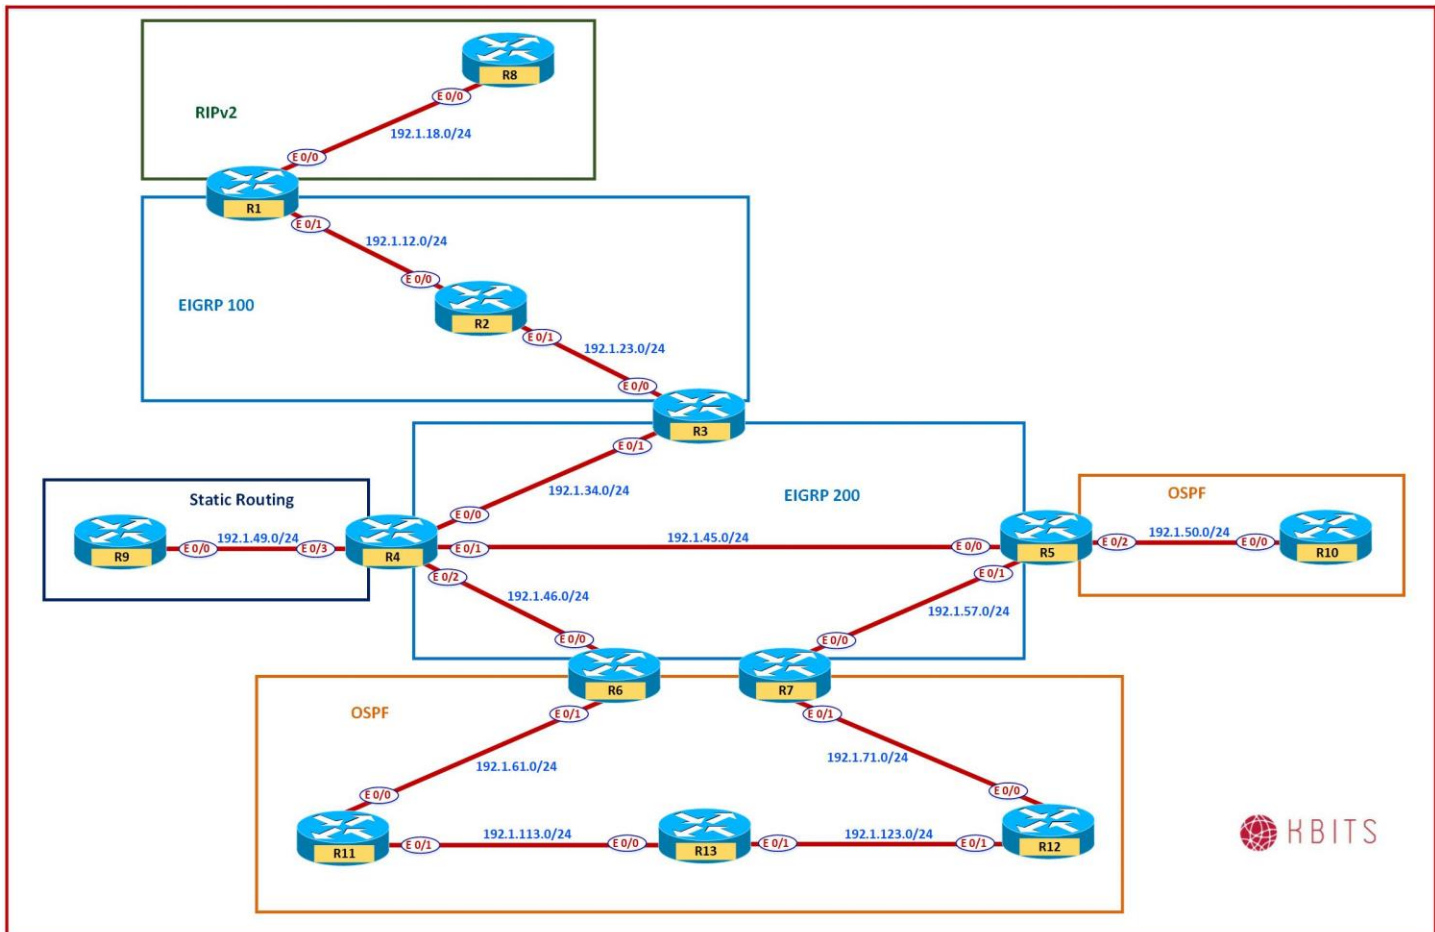 R8
E 0/0
RIPv2
192.1.18.0/24
E 0/0
R1
E 0/1
192.1.12.0/24
E 0/0
EIGRP 100
R2
E 0/1
192.1.23.0/24
E 0/0
R3
E 0/1
192.1.34.0/24
EIGRP 200
Static Routing
OSPF
E 0/0
R9
E 0/0
192.1.49.0/24
E 0/3
R4
E 0/1
192.1.45.0/24
E 0/0
R5
E 0/2
192.1.50.0/24
E 0/0
R10
E 0/2
E 0/1
192.1.46.0/24
192.1.57.0/24
E 0/0
E 0/0
R6
R7
OSPF
E 0/1
E 0/1
192.1.61.0/24
192.1.71.0/24
E 0/0
E 0/0
R11
E 0/1
192.1.113.0/24
E 0/0
R13
E 0/1
192.1.123.0/24
E 0/1
R12
KBITS